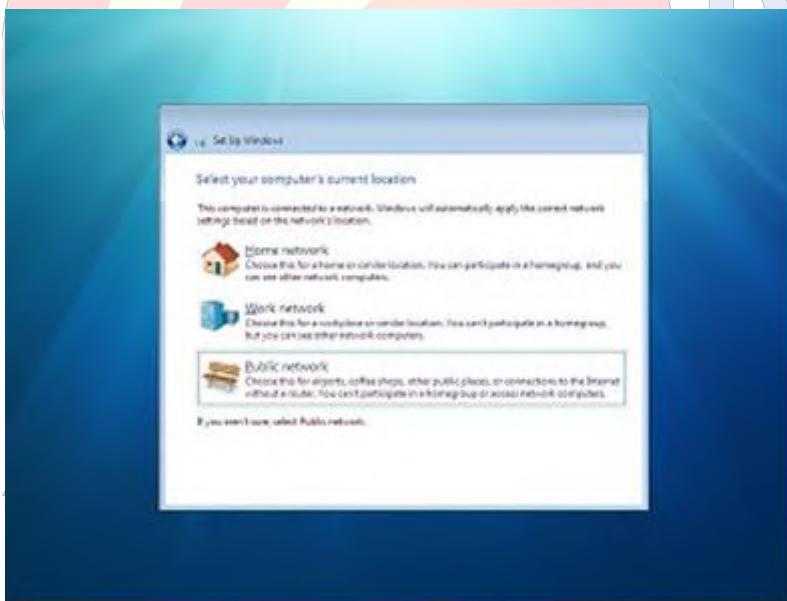 Set Up Windows
Select your computer's current location
This computer is connected to a network. Windows will automatically apply the correct network
settings based on the network's location.
Home network
Choose this for a home or similar location. You can participate in a homegroup, and you
can see other network computers.
Work network
Choose this for a workplace or similar location. You can't participate in a homegroup,
but you can see other network computers.
Public network
Choose this for airports, coffee shops, other public places, or connections to the Internet
without a router. You can't participate in a homegroup or access network computers.
If you aren't sure, select Public network.